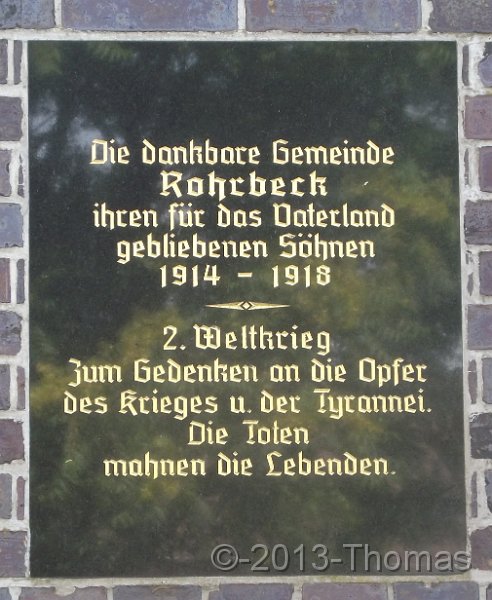 Die dankbare Gemeinde
Rohrbeck
ihren für das Vaterland
gebliebenen Söhnen
1914 - 1918
2. Weltkrieg
Zum Gedenken an die Opfer
des Krieges u. der Tyrannei.
Die Toten
mahnen die Lebenden.
©-2013-Thomas